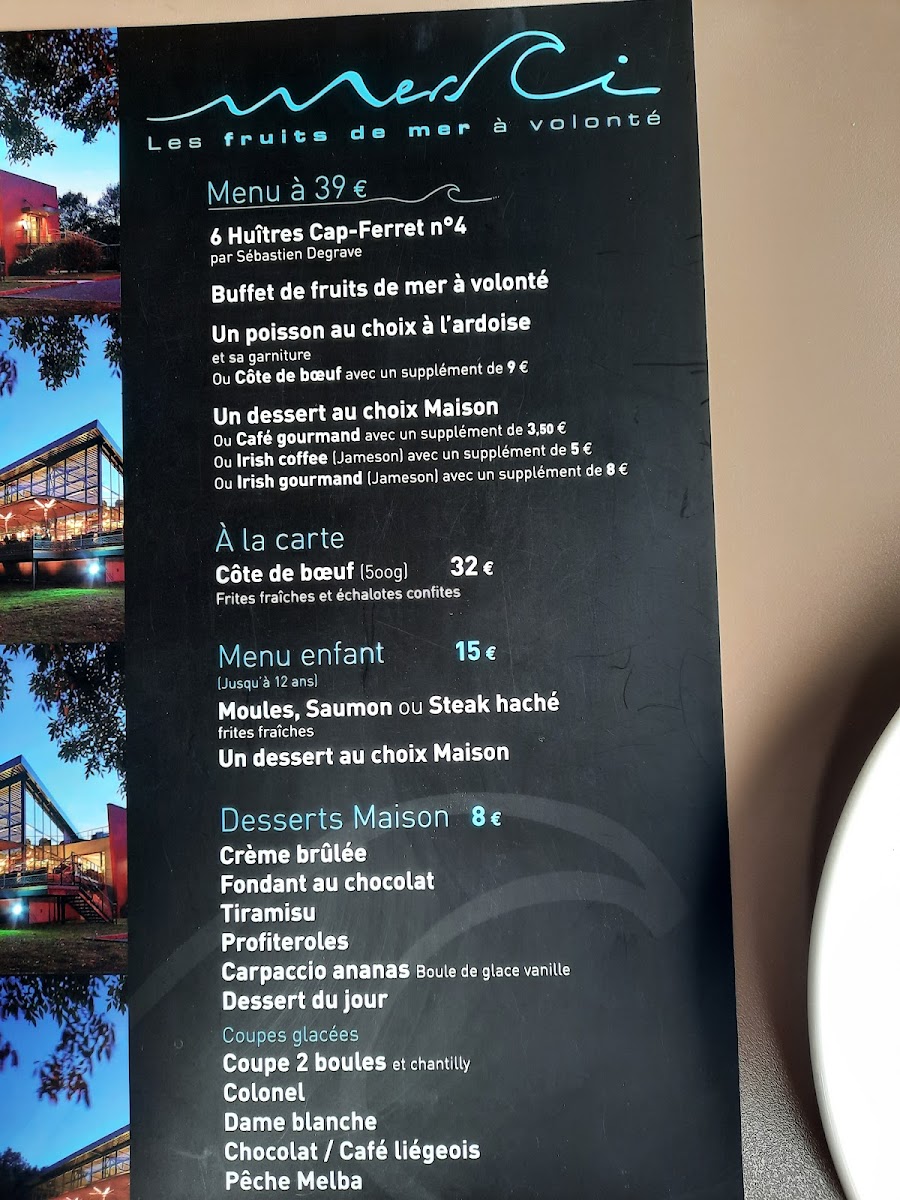 merci
Les fruits de mer à volonté
Menu à 39 €
6 Huîtres Cap-Ferret n°4
par Sébastien Degrave
Buffet de fruits de mer à volonté
Un poisson au choix à l'ardoise
et sa garniture
Ou Côte de bœuf avec un supplément de 9 €
Un dessert au choix Maison
Ou Café gourmand avec un supplément de 3,50 €
Ou Irish coffee (Jameson) avec un supplément de 5 €
Ou Irish gourmand (Jameson) avec un supplément de 8 €
À la carte
Côte de bœuf (500g) 32 €
Frites fraîches et échalotes confites
Menu enfant 15 €
(Jusqu'à 12 ans)
Moules, Saumon ou Steak haché
frites fraîches
Un dessert au choix Maison
Desserts Maison 8 €
Crème brûlée
Fondant au chocolat
Tiramisu
Profiteroles
Carpaccio ananas Boule de glace vanille
Dessert du jour
Coupes glacées
Coupe 2 boules et chantilly
Colonel
Dame blanche
Chocolat / Café liégeois
Pêche Melba